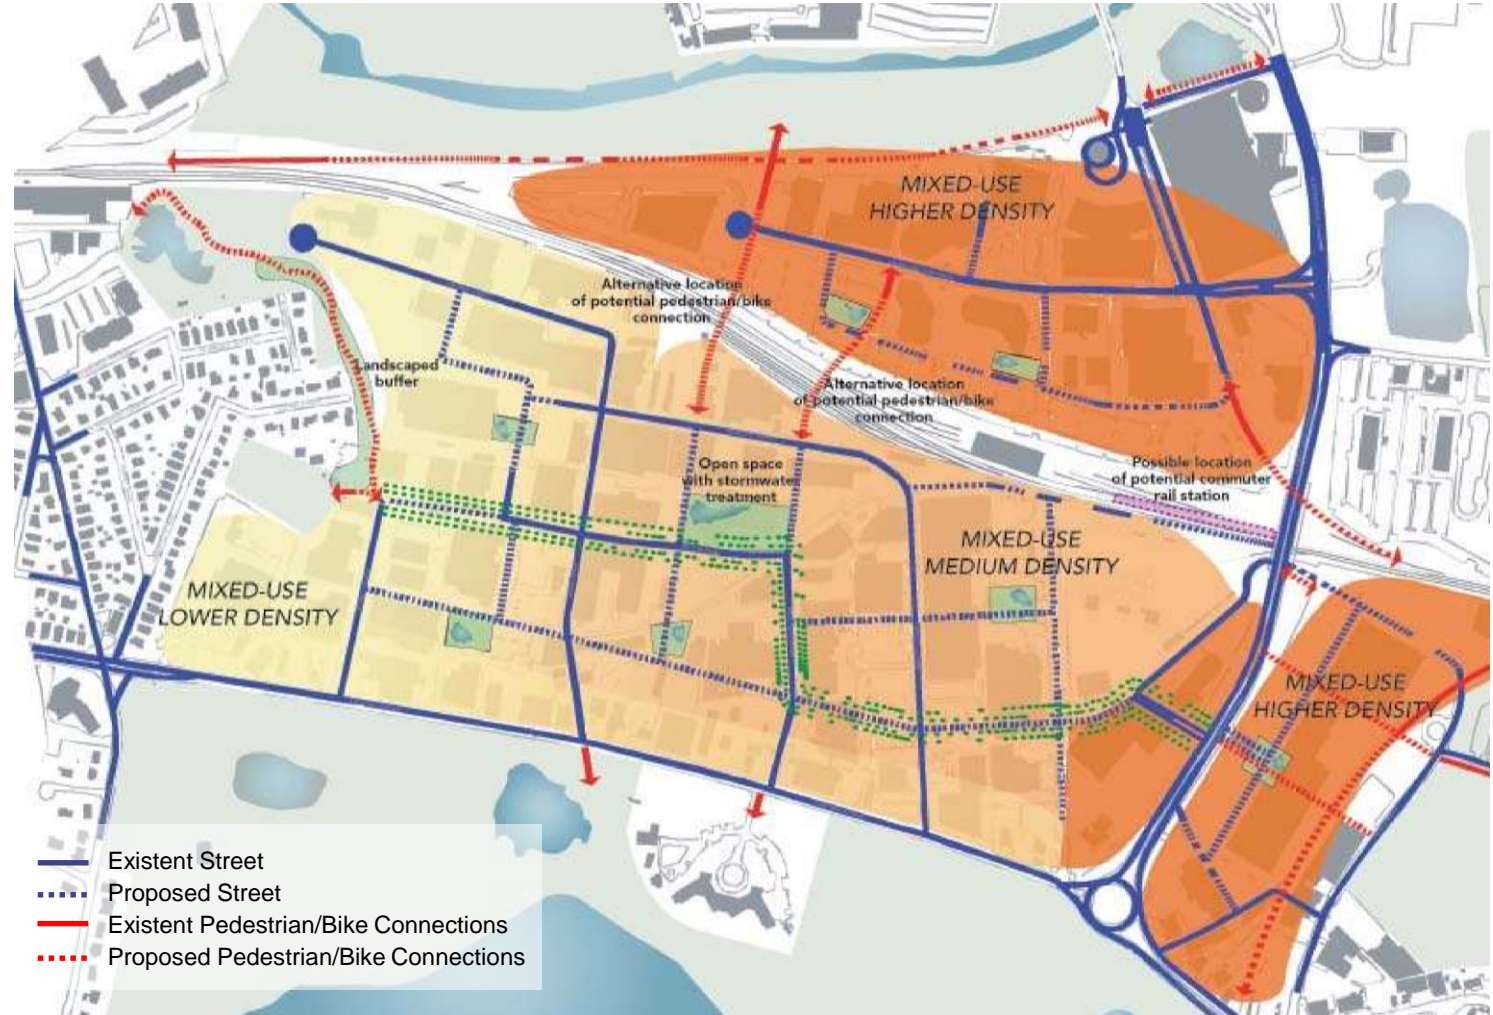 MIXED-USE
HIGHER DENSITY
Alternative location
of potential pedestrian/bike
connection
Landscaped
buffer
Alternative location
of potential pedestrian/bike
connection
Open space
with stormwater
treatment
Possible location
of potential commuter
rail station
MIXED-USE
MEDIUM DENSITY
MIXED-USE
LOWER DENSITY
MIXED-USE
HIGHER DENSITY
Existent Street
Proposed Street
Existent Pedestrian/Bike Connections
Proposed Pedestrian/Bike Connections